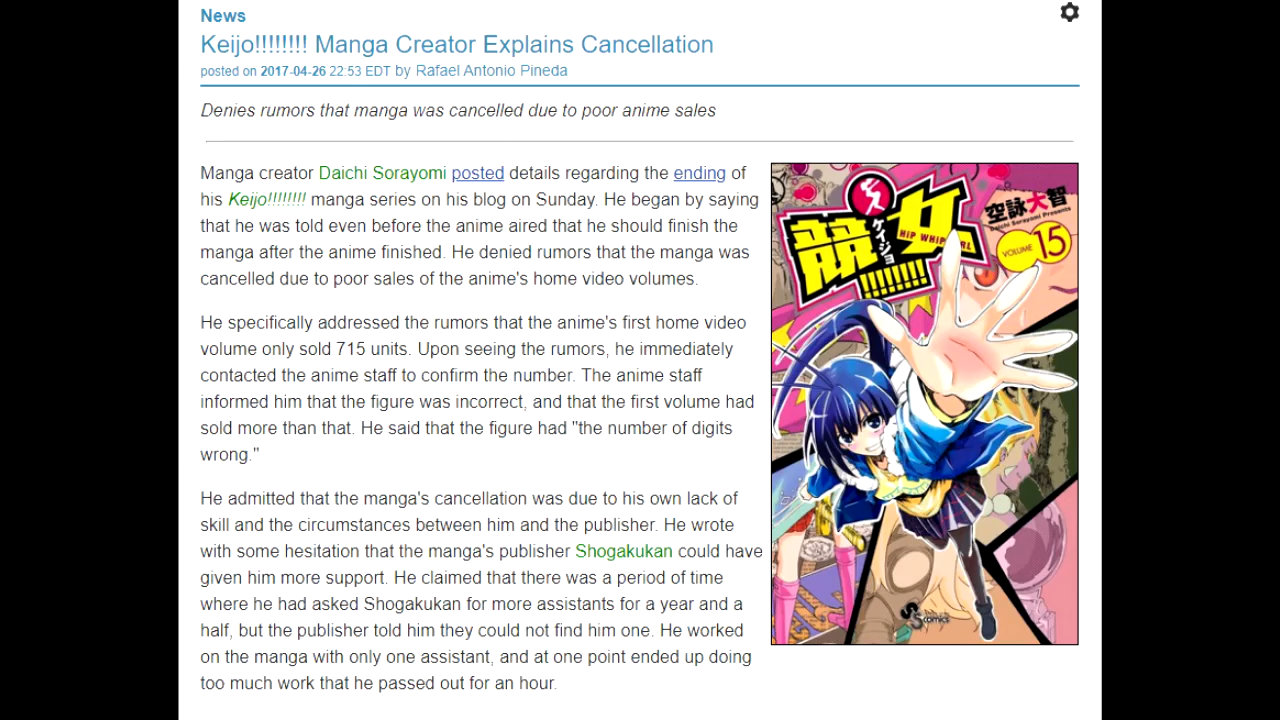 News
Keijo!!!!!!!! Manga Creator Explains Cancellation
posted on 2017-04-26 22:53 EDT by Rafael Antonio Pineda
Denies rumors that manga was cancelled due to poor anime sales
Manga creator Daichi Sorayomi posted details regarding the ending of
his Keijo!!!!!!!! manga series on his blog on Sunday. He began by saying
that he was told even before the anime aired that he should finish the
manga after the anime finished. He denied rumors that the manga was
cancelled due to poor sales of the anime's home video volumes.
He specifically addressed the rumors that the anime's first home video
volume only sold 715 units. Upon seeing the rumors, he immediately
contacted the anime staff to confirm the number. The anime staff
informed him that the figure was incorrect, and that the first volume had
sold more than that. He said that the figure had "the number of digits
wrong."
He admitted that the manga's cancellation was due to his own lack of
skill and the circumstances between him and the publisher. He wrote
with some hesitation that the manga's publisher Shogakukan could have
given him more support. He claimed that there was a period of time
where he had asked Shogakukan for more assistants for a year and a
half, but the publisher told him they could not find him one. He worked
on the manga with only one assistant, and at one point ended up doing
too much work that he passed out for an hour.
競女!!!!!!!!
ケイジョ
HIP WHIP GIRL
空詠大智
Daichi Sorayomi Presents
VOLUME 15
SS comics